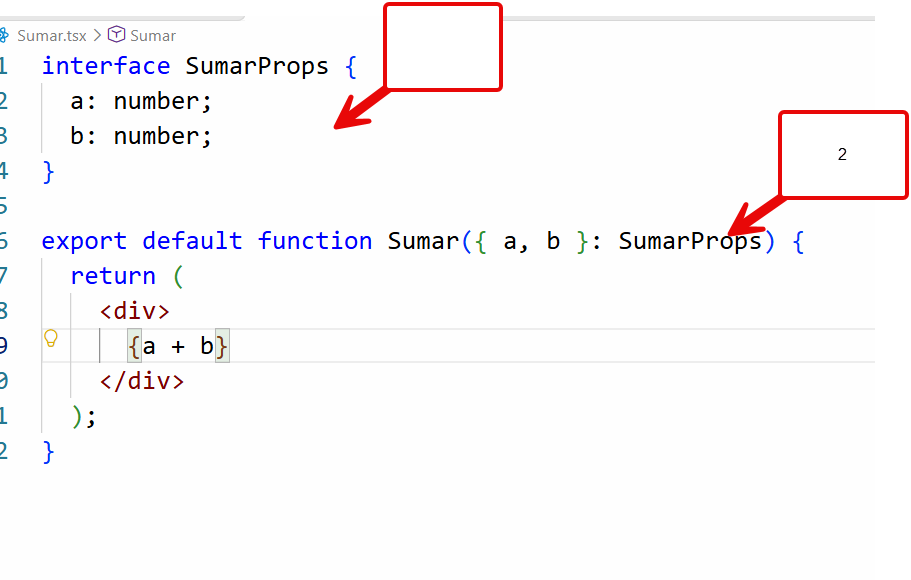 Sumar.tsx > Sumar
1 interface SumarProps {
2 a: number;
3 b: number;
4 }
5
6 export default function Sumar({ a, b }: SumarProps) {
7 return (
8 <div>
9 {a + b}
0 </div>
1 );
2 }
2